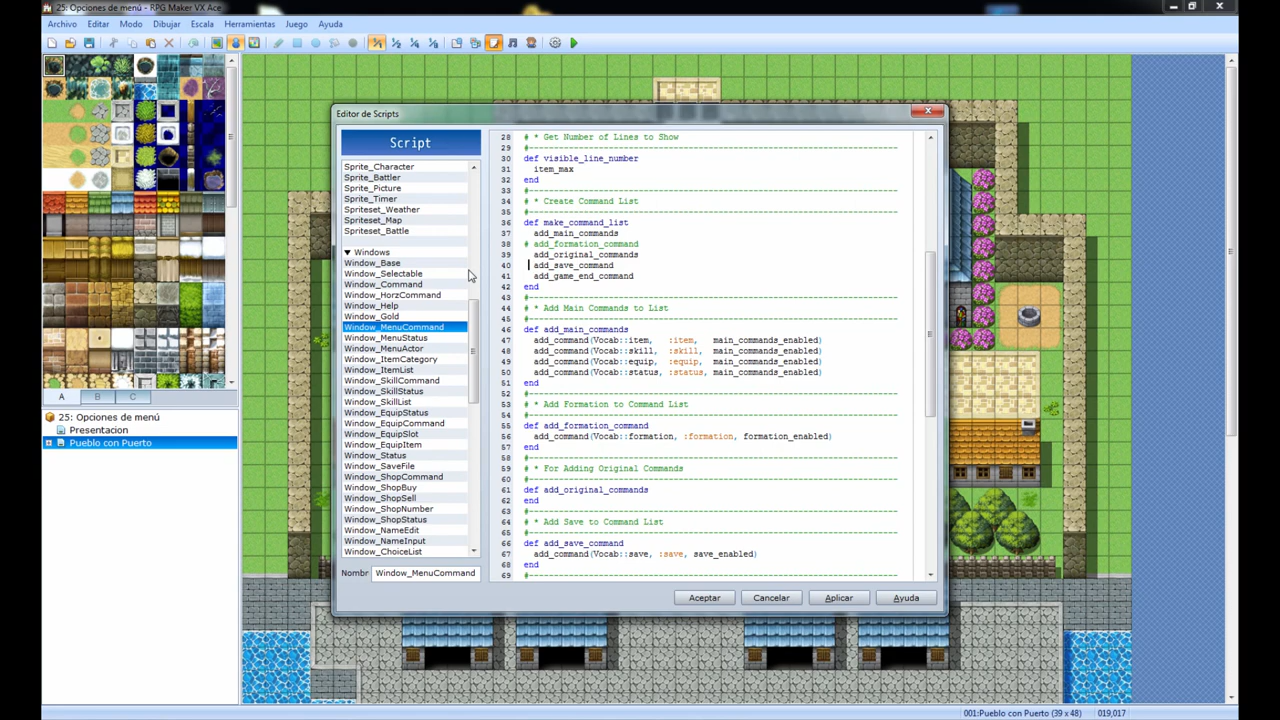 25: Opciones de menú - RPG Maker VX Ace
Archivo Editar Modo Dibujar Escala Herramientas Juego Ayuda
A B C
25: Opciones de menú
Presentacion
Pueblo con Puerto
Editor de Scripts
Script
Sprite_Character
Sprite_Battler
Sprite_Picture
Sprite_Timer
Spriteset_Weather
Spriteset_Map
Spriteset_Battle
▼ Windows
Window_Base
Window_Selectable
Window_Command
Window_HorzCommand
Window_Help
Window_Gold
Window_MenuCommand
Window_MenuStatus
Window_MenuActor
Window_ItemCategory
Window_ItemList
Window_SkillCommand
Window_SkillStatus
Window_SkillList
Window_EquipStatus
Window_EquipCommand
Window_EquipSlot
Window_EquipItem
Window_Status
Window_SaveFile
Window_ShopCommand
Window_ShopBuy
Window_ShopSell
Window_ShopNumber
Window_ShopStatus
Window_NameEdit
Window_NameInput
Window_ChoiceList
Nombr Window_MenuCommand
28 # * Get Number of Lines to Show
29 #--------------------------------------------------------------------------
30 def visible_line_number
31 item_max
32 end
33 #--------------------------------------------------------------------------
34 # * Create Command List
35 #--------------------------------------------------------------------------
36 def make_command_list
37 add_main_commands
38 # add_formation_command
39 add_original_commands
40 add_save_command
41 add_game_end_command
42 end
43 #--------------------------------------------------------------------------
44 # * Add Main Commands to List
45 #--------------------------------------------------------------------------
46 def add_main_commands
47 add_command(Vocab::item, :item, main_commands_enabled)
48 add_command(Vocab::skill, :skill, main_commands_enabled)
49 add_command(Vocab::equip, :equip, main_commands_enabled)
50 add_command(Vocab::status, :status, main_commands_enabled)
51 end
52 #--------------------------------------------------------------------------
53 # * Add Formation to Command List
54 #--------------------------------------------------------------------------
55 def add_formation_command
56 add_command(Vocab::formation, :formation, formation_enabled)
57 end
58 #--------------------------------------------------------------------------
59 # * For Adding Original Commands
60 #--------------------------------------------------------------------------
61 def add_original_commands
62 end
63 #--------------------------------------------------------------------------
64 # * Add Save to Command List
65 #--------------------------------------------------------------------------
66 def add_save_command
67 add_command(Vocab::save, :save, save_enabled)
68 end
69 #--------------------------------------------------------------------------
Aceptar Cancelar Aplicar Ayuda
001:Pueblo con Puerto (39 x 48) 019,017